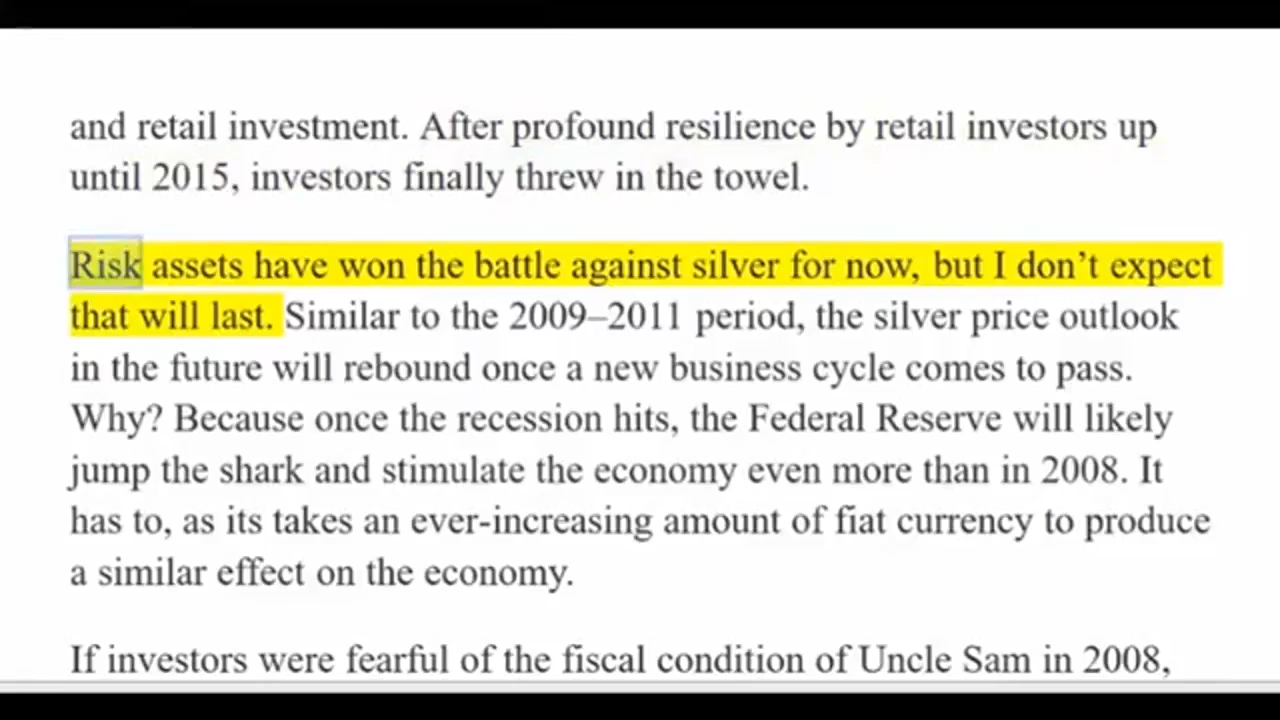 and retail investment. After profound resilience by retail investors up
until 2015, investors finally threw in the towel.
Risk assets have won the battle against silver for now, but I don’t expect
that will last. Similar to the 2009–2011 period, the silver price outlook
in the future will rebound once a new business cycle comes to pass.
Why? Because once the recession hits, the Federal Reserve will likely
jump the shark and stimulate the economy even more than in 2008. It
has to, as its takes an ever-increasing amount of fiat currency to produce
a similar effect on the economy.
If investors were fearful of the fiscal condition of Uncle Sam in 2008,